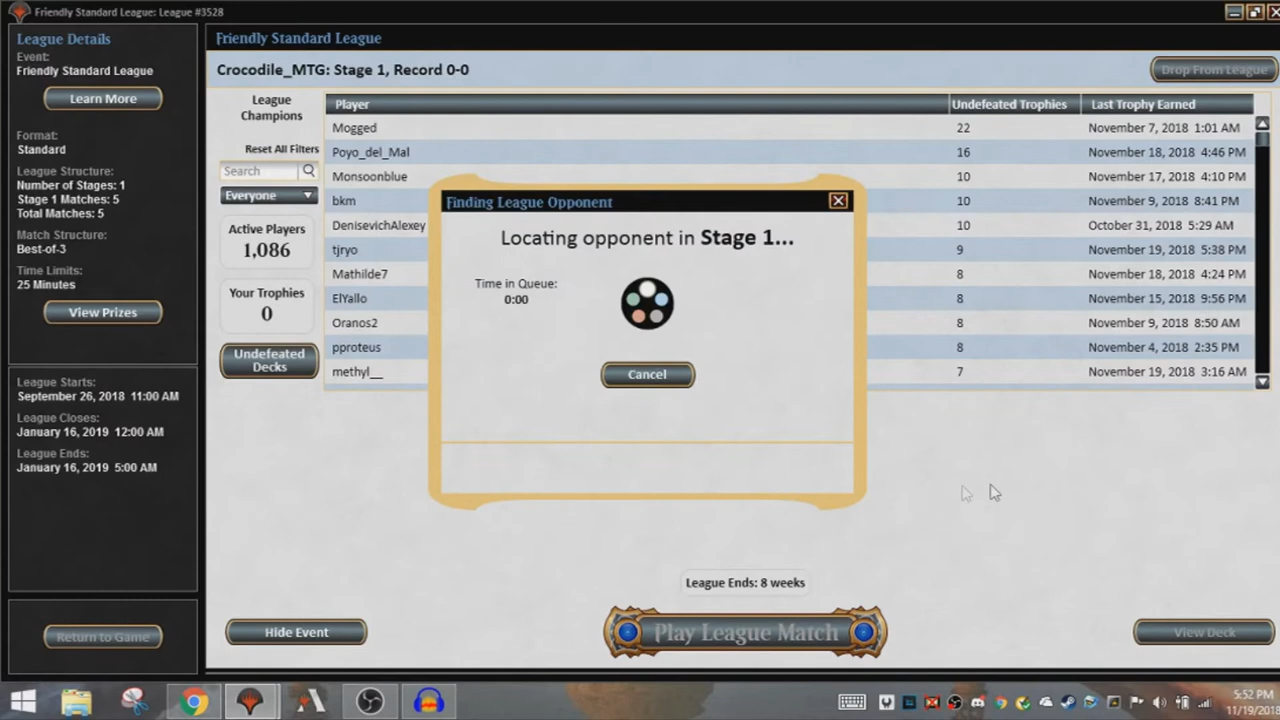 Friendly Standard League: League #3528
League Details
Event:
Friendly Standard League
Learn More
Format:
Standard
League Structure:
Number of Stages: 1
Stage 1 Matches: 5
Total Matches: 5
Match Structure:
Best-of-3
Time Limits:
25 Minutes
View Prizes
League Starts:
September 26, 2018 11:00 AM
League Closes:
January 16, 2019 12:00 AM
League Ends:
January 16, 2019 5:00 AM
Return to Game
Friendly Standard League
Crocodile_MTG: Stage 1, Record 0-0
Drop From League
League
Champions
Reset All Filters
Search
Everyone
Active Players
1,086
Your Trophies
0
Undefeated
Decks
Player Undefeated Trophies Last Trophy Earned
Mogged 22 November 7, 2018 1:01 AM
Poyo_del_Mal 16 November 18, 2018 4:46 PM
Monsoonblue 10 November 17, 2018 4:10 PM
bkm 10 November 9, 2018 8:41 PM
DenisevichAlexey 10 October 31, 2018 5:29 AM
tjryo 9 November 19, 2018 5:38 PM
Mathilde7 8 November 18, 2018 4:24 PM
ElYallo 8 November 15, 2018 9:56 PM
Oranos2 8 November 9, 2018 8:50 AM
pproteus 8 November 4, 2018 2:35 PM
methyl__ 7 November 19, 2018 3:16 AM
Finding League Opponent
Locating opponent in Stage 1...
Time in Queue:
0:00
Cancel
League Ends: 8 weeks
Hide Event
Play League Match
View Deck
5:52 PM
11/19/2018